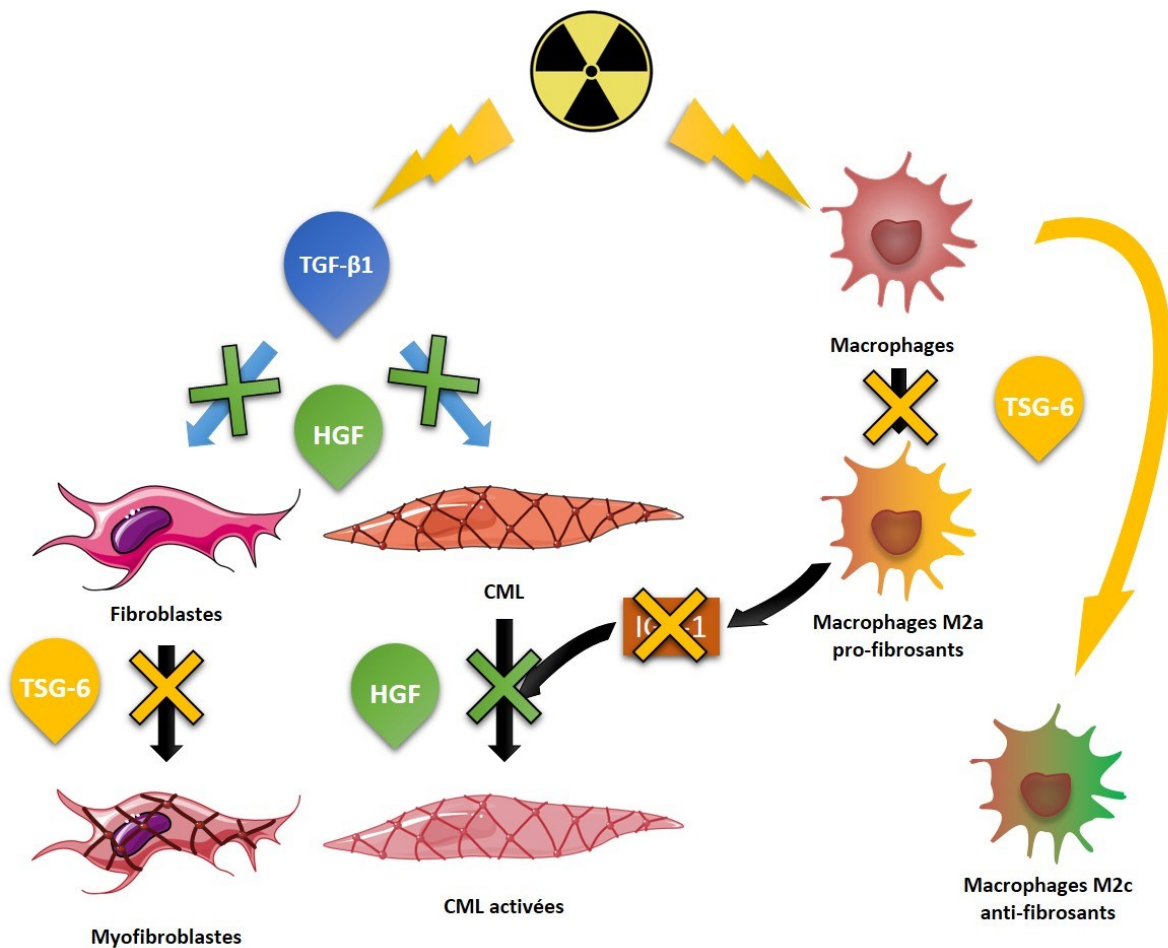 TGF-β1
HGF
Macrophages
TSG-6
Fibroblastes
CML
Macrophages M2a
pro-fibrosants
TSG-6
HGF
Myofibroblastes
CML activées
Macrophages M2c
anti-fibrosants